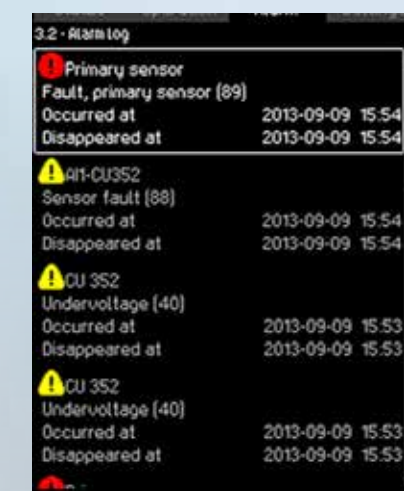 3.2 - Alarm log
Primary sensor
Fault, primary sensor (89)
Occurred at 2013-09-09 15:54
Disappeared at 2013-09-09 15:54
AI1-CU352
Sensor fault (88)
Occurred at 2013-09-09 15:54
Disappeared at 2013-09-09 15:54
CU 352
Undervoltage (40)
Occurred at 2013-09-09 15:53
Disappeared at 2013-09-09 15:53
CU 352
Undervoltage (40)
Occurred at 2013-09-09 15:53
Disappeared at 2013-09-09 15:53